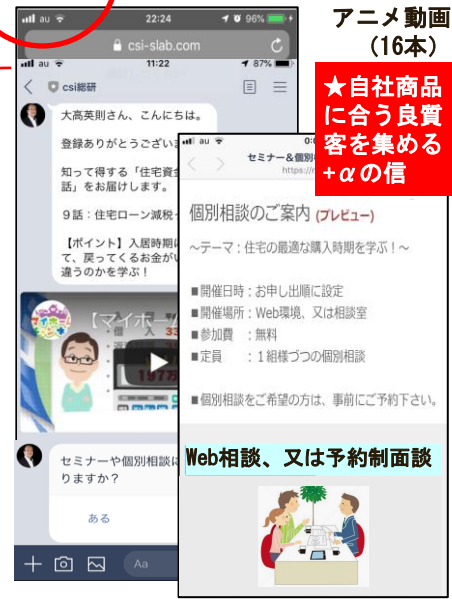 アニメ動画
（16本）
★自社商品
に合う良質
客を集める
+αの信
au 22:24 96%
csi-slab.com
au 11:22 87%
csi総研
大髙英則さん、こんにちは。
登録ありがとうござい
知って得する「住宅資金
話」をお届けします。
９話：住宅ローン減税
【ポイント】入居時期に
て、戻ってくるお金がい
違うのかを学ぶ！
【マイホー
セミナーや個別相談に
りますか？
ある
Aa
au 0:
セミナー＆個別
https://r
個別相談のご案内 (プレビュー)
～テーマ：住宅の最適な購入時期を学ぶ！～
■開催日時：お申し出順に設定
■開催場所：Web環境、又は相談室
■参加費　：無料
■定員　　：１組様づつの個別相談
■個別相談をご希望の方は、事前にご予約下さい。
Web相談、又は予約制面談